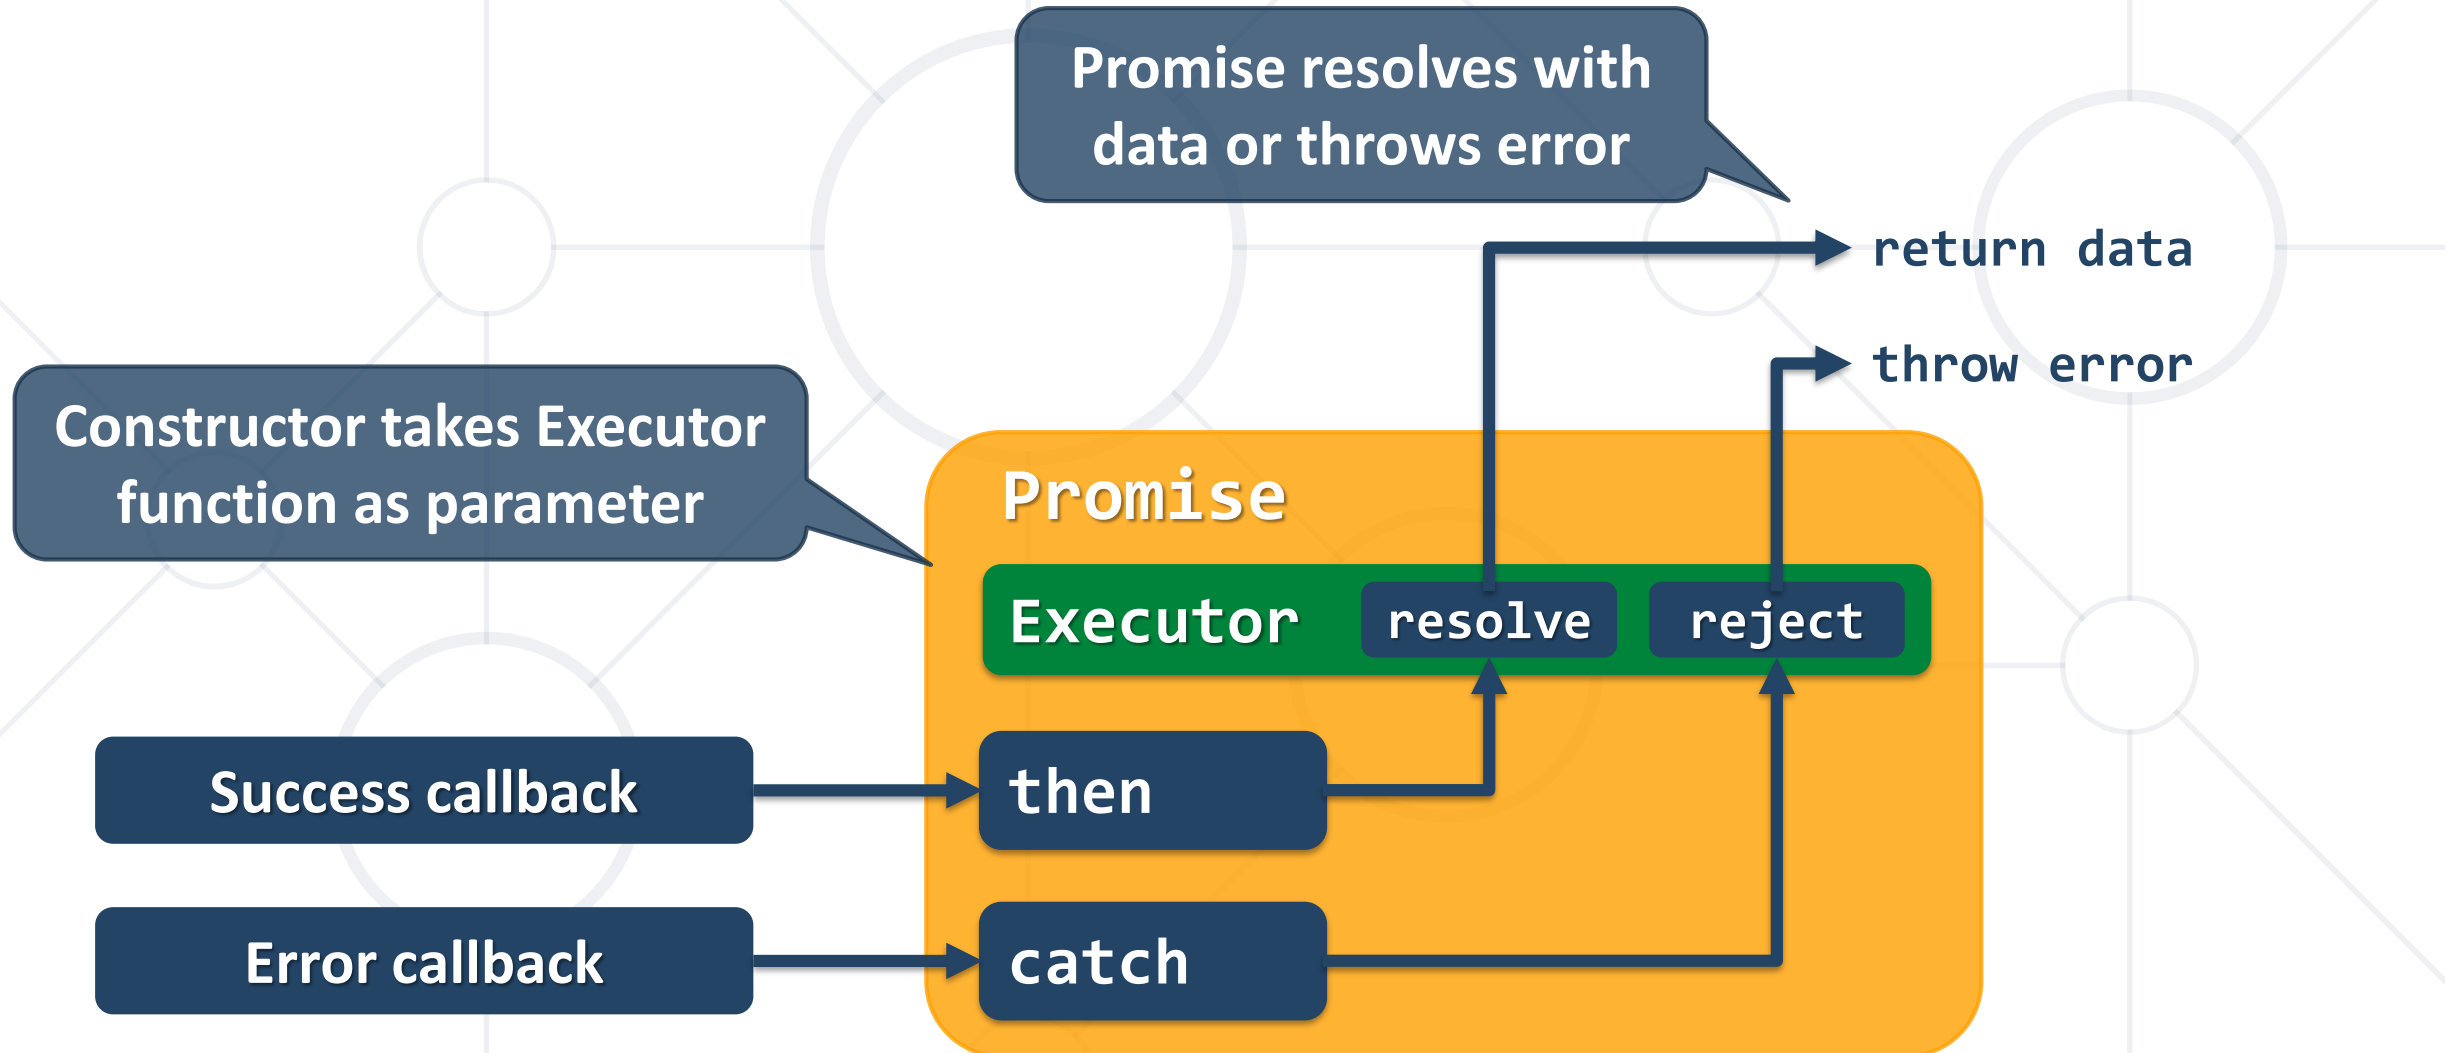 Promise resolves with
data or throws error
return data
throw error
Constructor takes Executor
function as parameter
Promise
Executor
resolve
reject
Success callback
then
Error callback
catch